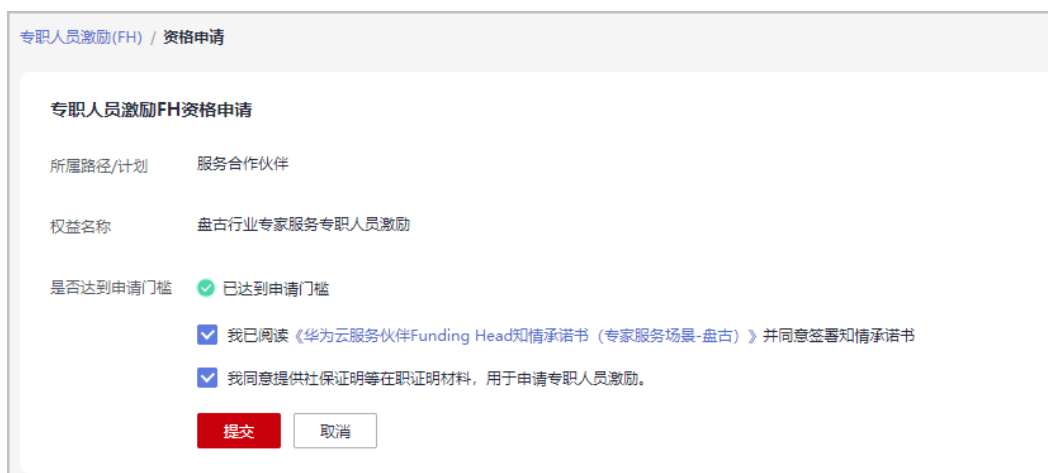 专职人员激励(FH) / 资格申请
专职人员激励FH资格申请
所属路径/计划 服务合作伙伴
权益名称 盘古行业专家服务专职人员激励
是否达到申请门槛 已达到申请门槛
我已阅读《华为云服务伙伴Funding Head知情承诺书（专家服务场景-盘古）》并同意签署知情承诺书
我同意提供社保证明等在职证明材料，用于申请专职人员激励。
提交 取消